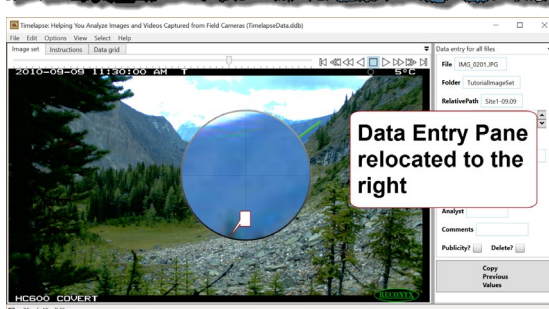 Timelapse: Helping You Analyze Images and Videos Captured from Field Cameras (TimelapseData.ddb)
File Edit Options View Select Help
Image set Instructions Data grid
Data entry for all files
2010-09-09 11:30:00 AM T 5°C
File IMG_0201.JPG
Folder TutorialImageSet
RelativePath Site1-09.09
Data Entry Pane
relocated to the
right
Analyst
Comments
Publicity? Delete?
Copy
Previous
Values
HC600 COVERT
RECONYX